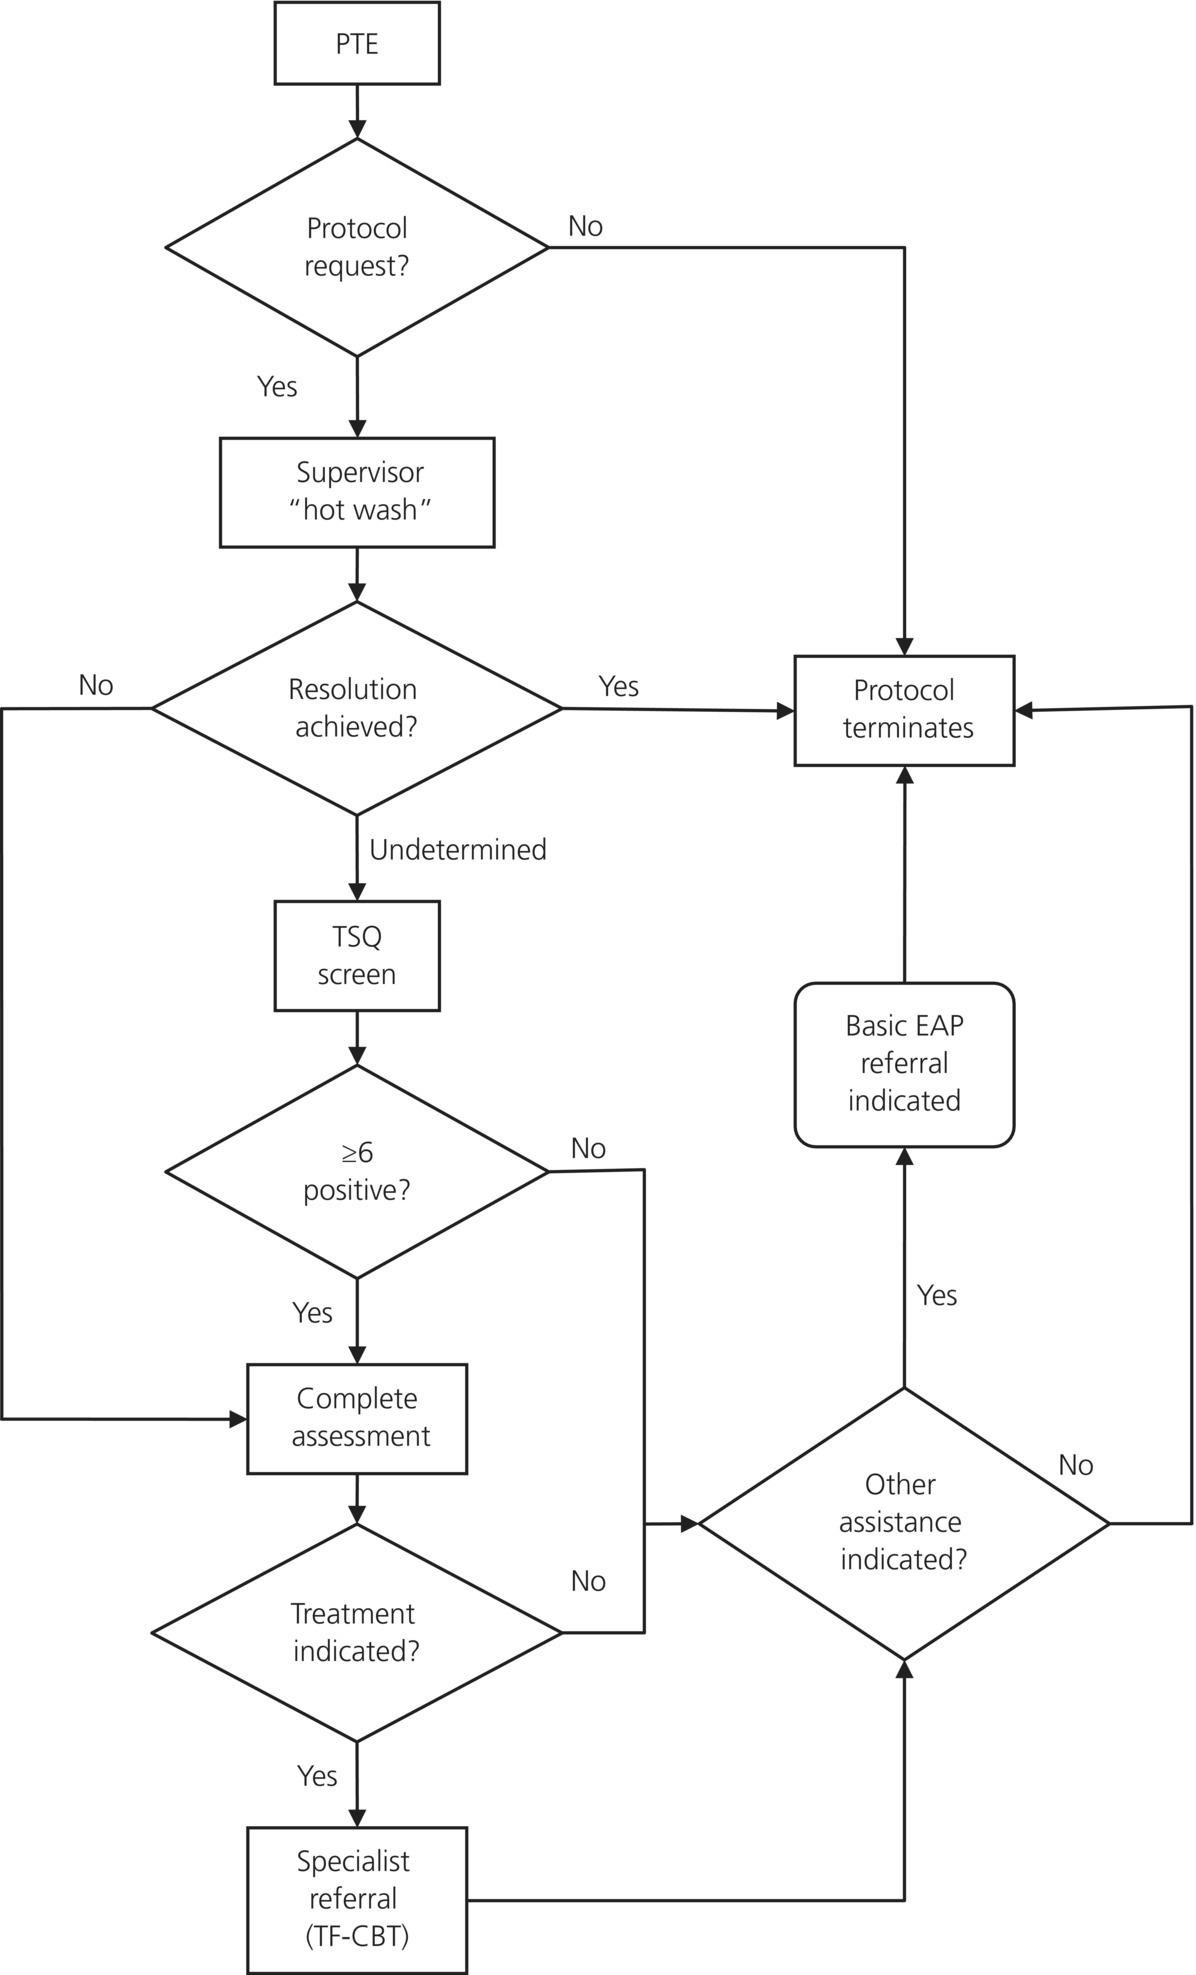 PTE
Protocol
request?
No
Yes
Supervisor
“hot wash”
Resolution
achieved?
No
Yes
Protocol
terminates
Undetermined
TSQ
screen
Basic EAP
referral
indicated
≥6
positive?
No
Yes
Yes
Complete
assessment
Other
assistance
indicated?
No
Treatment
indicated?
No
Yes
Specialist
referral
(TF-CBT)